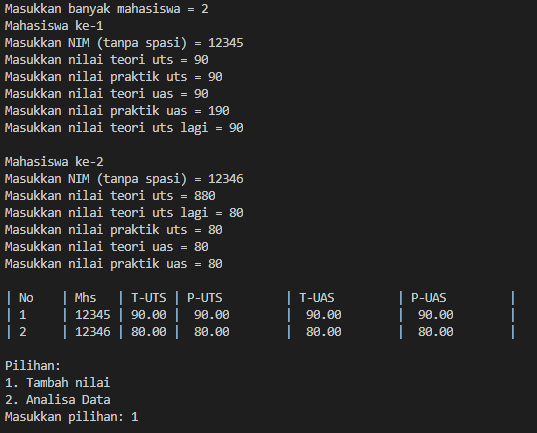 Masukkan banyak mahasiswa = 2
Mahasiswa ke-1
Masukkan NIM (tanpa spasi) = 12345
Masukkan nilai teori uts = 90
Masukkan nilai praktik uts = 90
Masukkan nilai teori uas = 90
Masukkan nilai praktik uas = 190
Masukkan nilai teori uts lagi = 90
Mahasiswa ke-2
Masukkan NIM (tanpa spasi) = 12346
Masukkan nilai teori uts = 880
Masukkan nilai teori uts lagi = 80
Masukkan nilai praktik uts = 80
Masukkan nilai teori uas = 80
Masukkan nilai praktik uas = 80
| No | Mhs | T-UTS | P-UTS | T-UAS | P-UAS |
| 1 | 12345 | 90.00 | 90.00 | 90.00 | 90.00 |
| 2 | 12346 | 80.00 | 80.00 | 80.00 | 80.00 |
Pilihan:
1. Tambah nilai
2. Analisa Data
Masukkan pilihan: 1